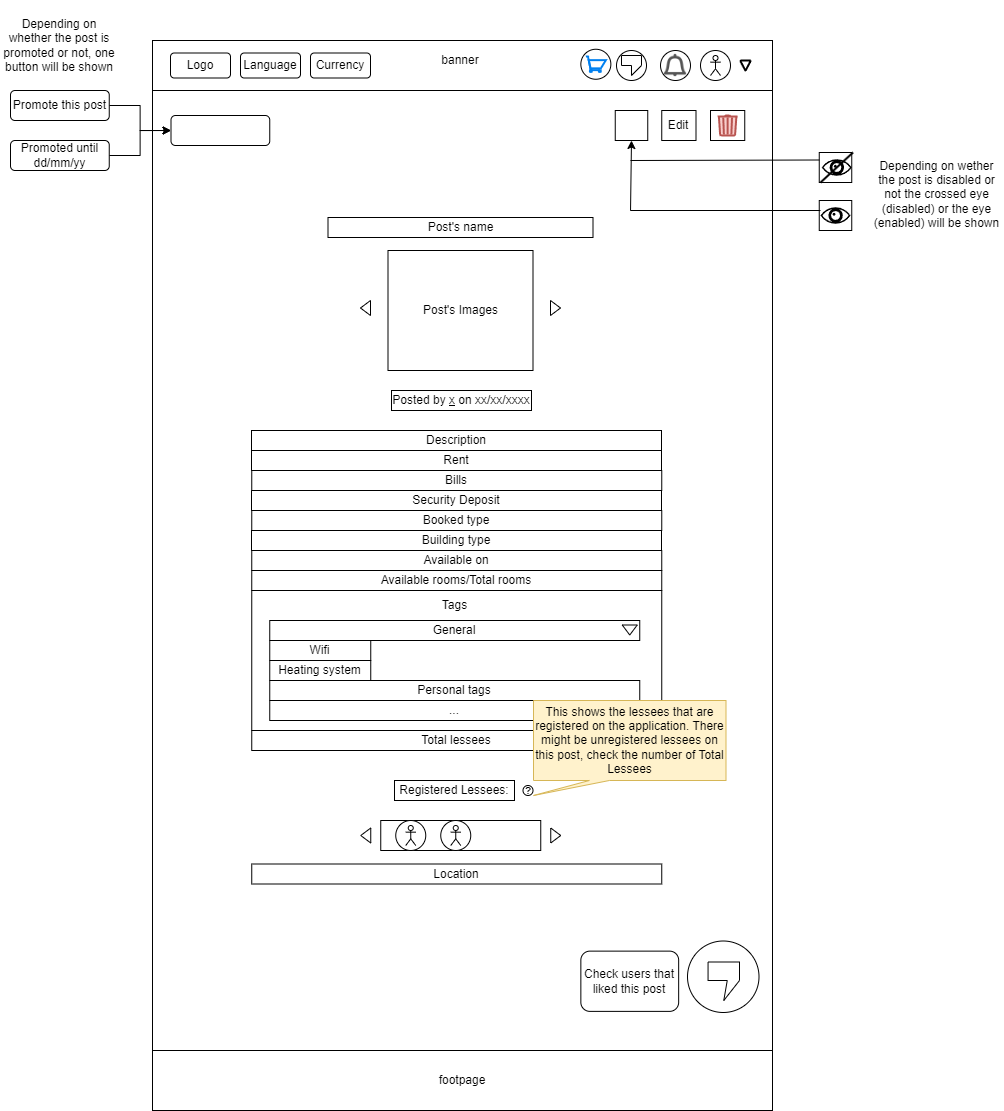 Depending on
whether the post is
promoted or not, one
button will be shown
Logo
Language
Currency
banner
Promote this post
Promoted until
dd/mm/yy
Edit
Depending on wether
the post is disabled or
not the crossed eye
(disabled) or the eye
(enabled) will be shown
Post's name
Post's Images
Posted by x on xx/xx/xxxx
Description
Rent
Bills
Security Deposit
Booked type
Building type
Available on
Available rooms/Total rooms
Tags
General
Wifi
Heating system
Personal tags
...
This shows the lessees that are
registered on the application. There
might be unregistered lessees on
this post, check the number of Total
Lessees
Total lessees
Registered Lessees:
?
Location
Check users that
liked this post
footpage